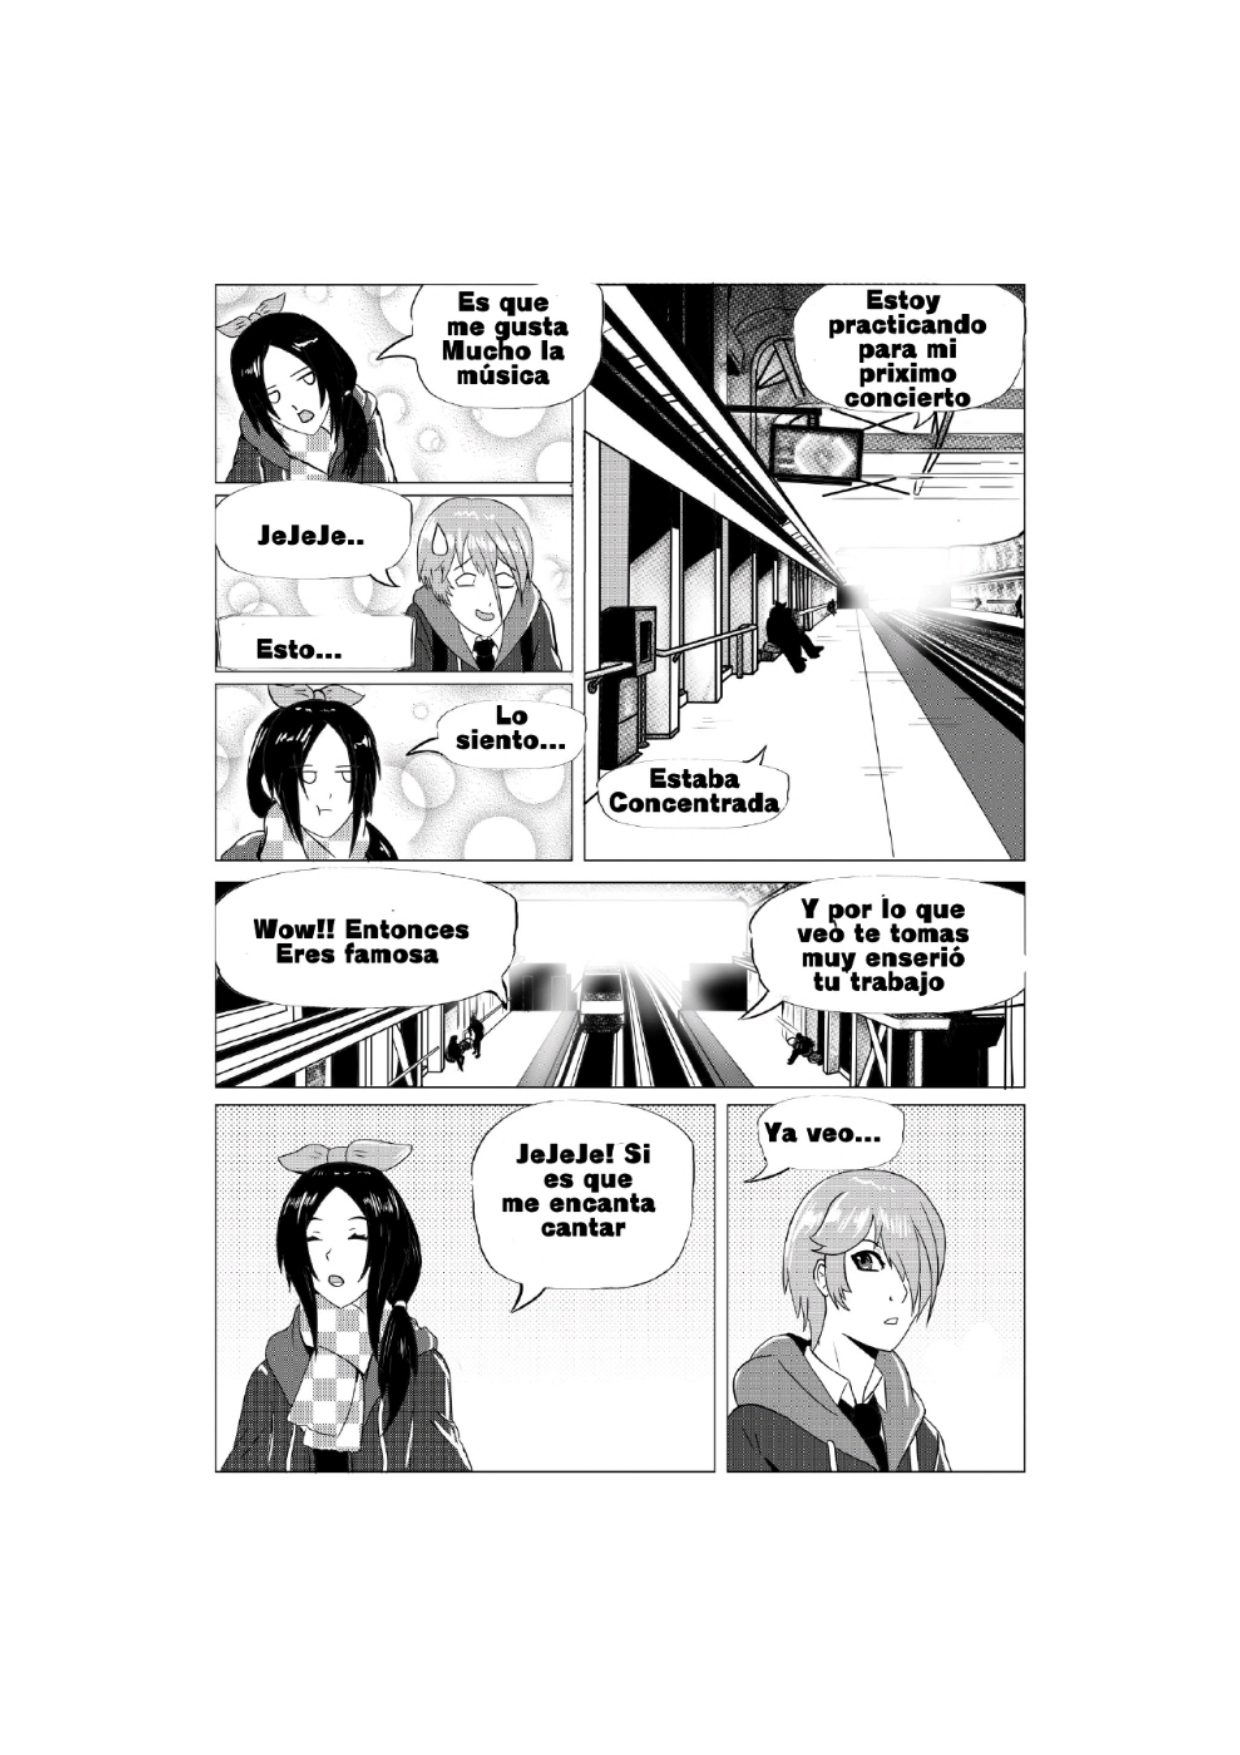 Es que
me gusta
Mucho la
música
JeJeJe..
Esto...
Lo
siento...
Estoy
practicando
para mi
priximo
concierto
Estaba
Concentrada
Wow!! Entonces
Eres famosa
Y por lo que
veo te tomas
muy enserió
tu trabajo
JeJeJe! Si
es que
me encanta
cantar
Ya veo...